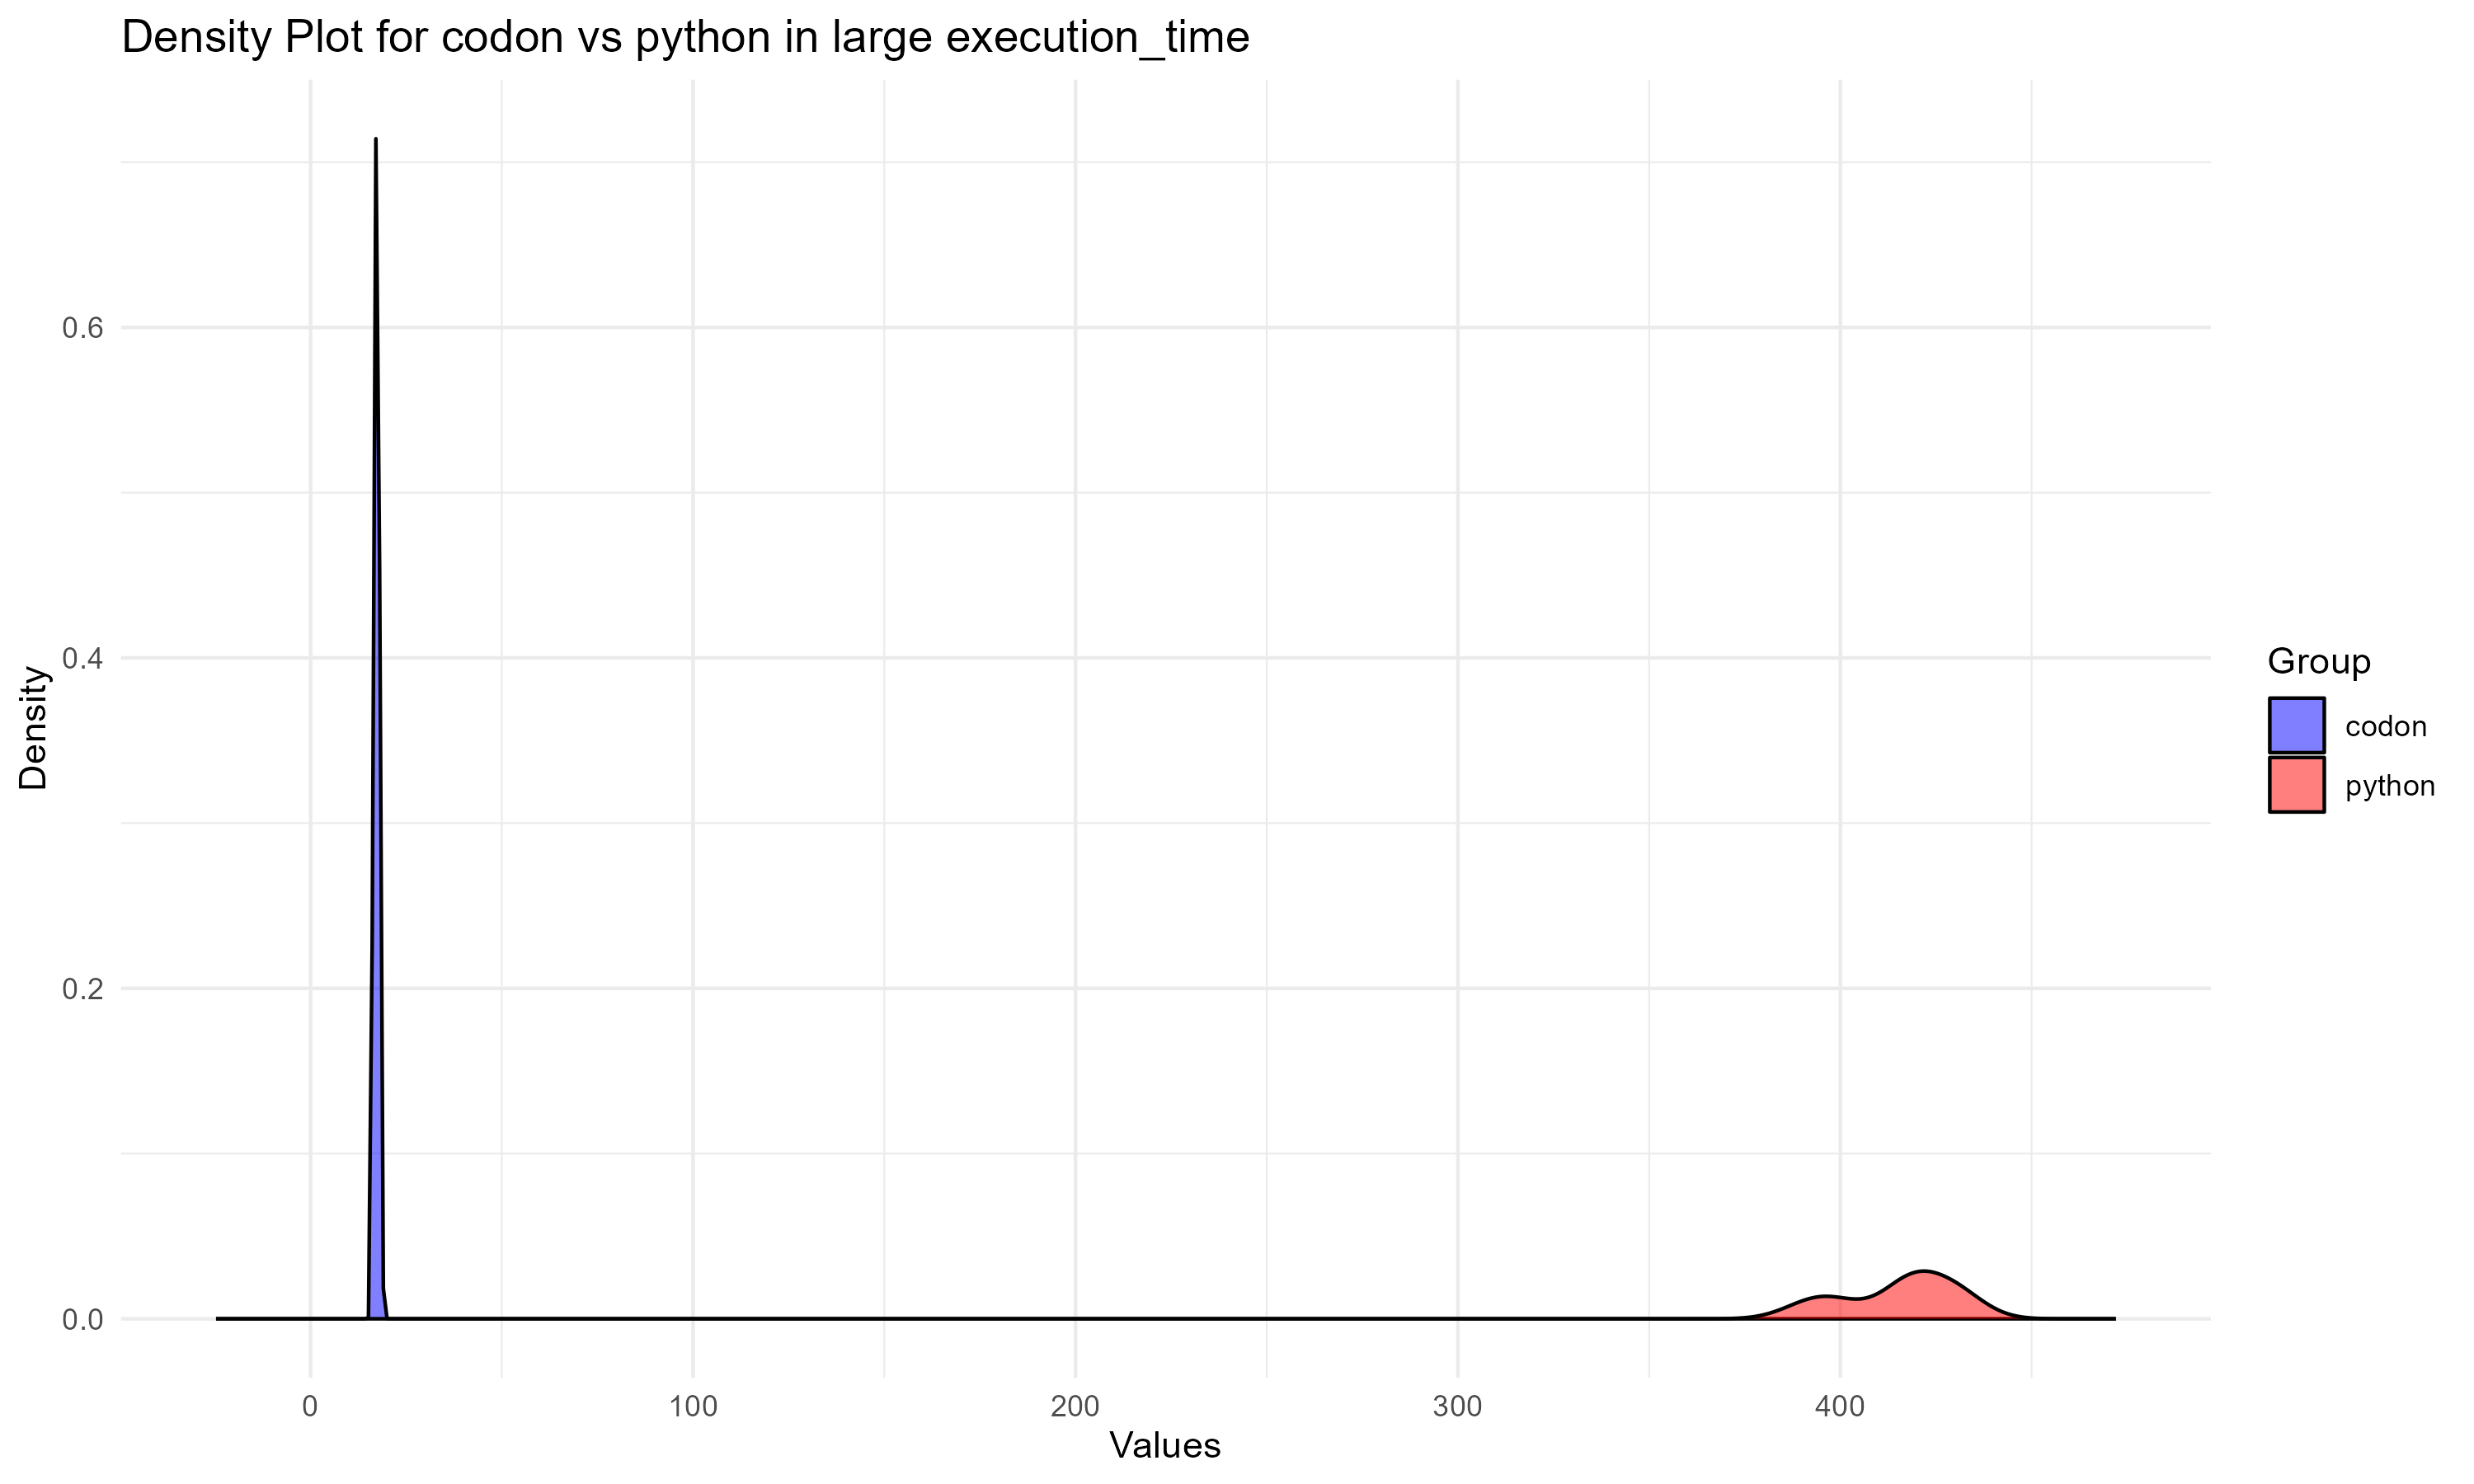 Density Plot for codon vs python in large execution_time
Density
0.6
0.4
0.2
0.0
0 100 200 300 400
Values
Group
codon
python